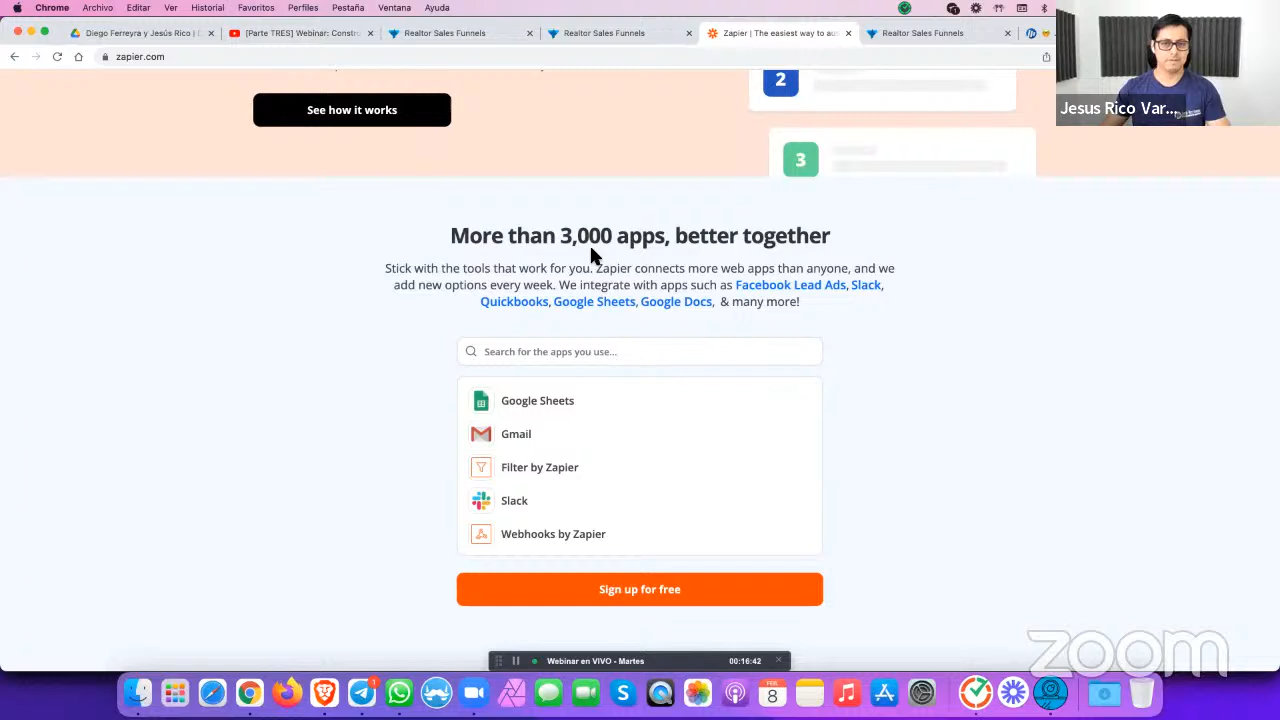 Chrome Archivo Editar Ver Historial Favoritos Perfiles Pestaña Ventana Ayuda
Diego Ferreyra y Jesús Rico |
[Parte TRES] Webinar: Constru
Realtor Sales Funnels
Realtor Sales Funnels
Zapier | The easiest way to au
Realtor Sales Funnels
zapier.com
Jesus Rico Var...
See how it works
2
3
More than 3,000 apps, better together
Stick with the tools that work for you. Zapier connects more web apps than anyone, and we
add new options every week. We integrate with apps such as Facebook Lead Ads, Slack,
Quickbooks, Google Sheets, Google Docs, & many more!
Search for the apps you use...
Google Sheets
Gmail
Filter by Zapier
Slack
Webhooks by Zapier
Sign up for free
zoom
Webinar en VIVO - Martes 00:16:42
1
FEB
8